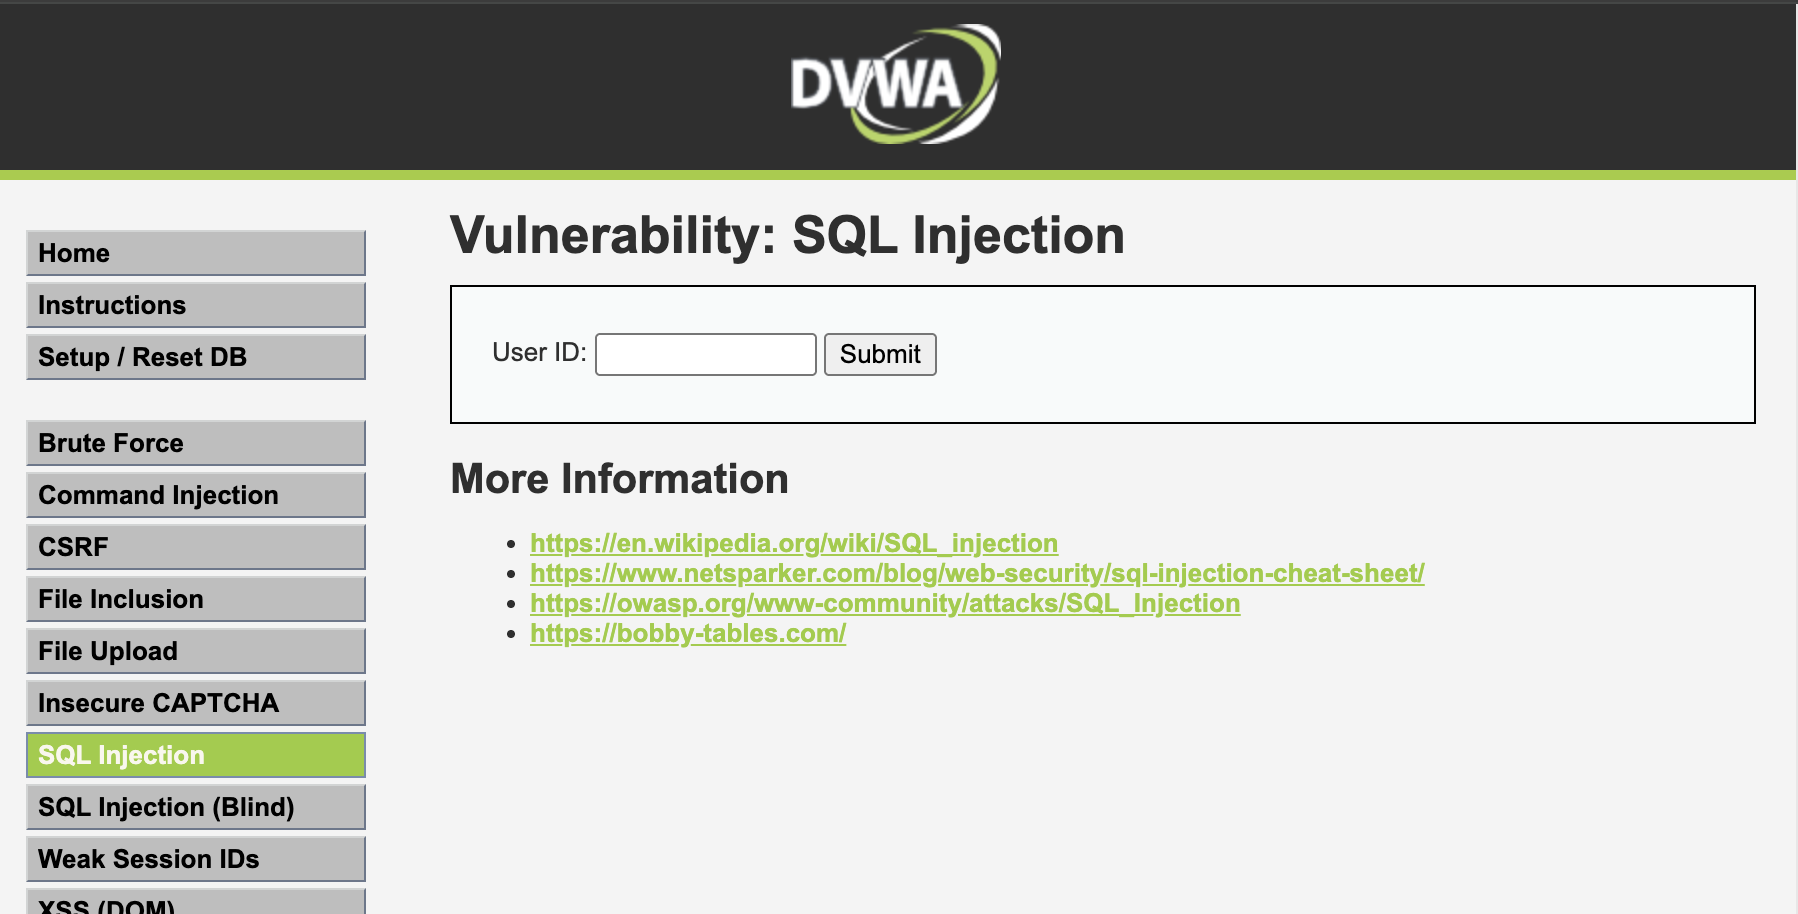 DVWA
Home
Instructions
Setup / Reset DB
Brute Force
Command Injection
CSRF
File Inclusion
File Upload
Insecure CAPTCHA
SQL Injection
SQL Injection (Blind)
Weak Session IDs
XSS (DOM)
Vulnerability: SQL Injection
User ID:
Submit
More Information
https://en.wikipedia.org/wiki/SQL_injection
https://www.netsparker.com/blog/web-security/sql-injection-cheat-sheet/
https://owasp.org/www-community/attacks/SQL_Injection
https://bobby-tables.com/